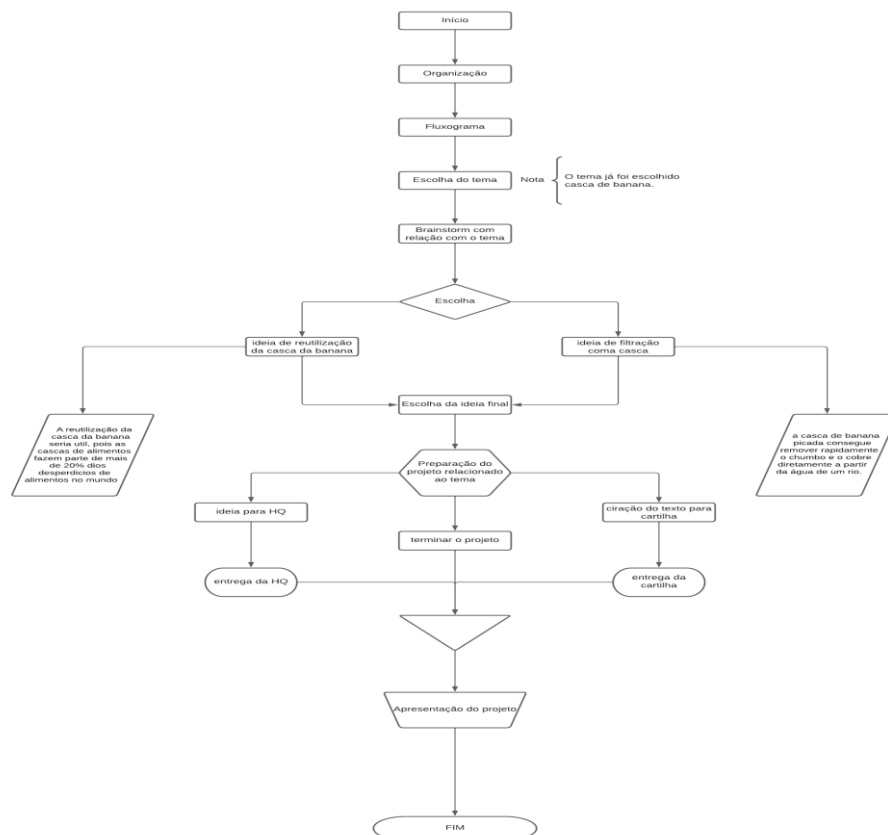 Início
Organização
Fluxograma
Escolha do tema
Nota
O tema já foi escolhido
casca de banana.
Brainstorm com
relação com o tema
Escolha
ideia de reutilização
da casca da banana
ideia de filtração
coma casca
Escolha da ideia final
A reutilização da
casca da banana
seria util, pois as
cascas de alimentos
fazem parte de mais
de 20% dios
desperdicios de
alimentos no mundo
a casca de banana
picada consegue
remover rapidamente
o chumbo e o cobre
diretamente a partir
da água de um rio.
Preparação do
projeto relacionado
ao tema
ideia para HQ
ciração do texto para
cartilha
terminar o projeto
entrega da HQ
entrega da
cartilha
Apresentação do projeto
FIM